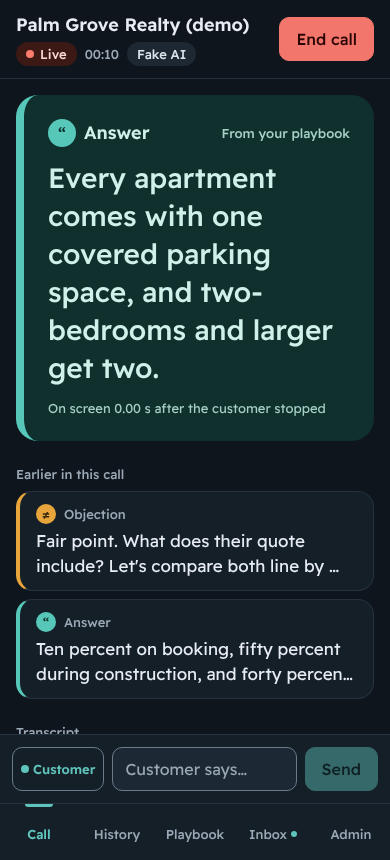 Palm Grove Realty (demo)
Live 00:10 Fake AI
End call
“ Answer From your playbook
Every apartment
comes with one
covered parking
space, and two-
bedrooms and larger
get two.
On screen 0.00 s after the customer stopped
Earlier in this call
≠ Objection
Fair point. What does their quote
include? Let's compare both line by ...
“ Answer
Ten percent on booking, fifty percent
during construction, and forty percen...
Transcript
Customer Customer says... Send
Call History Playbook Inbox Admin